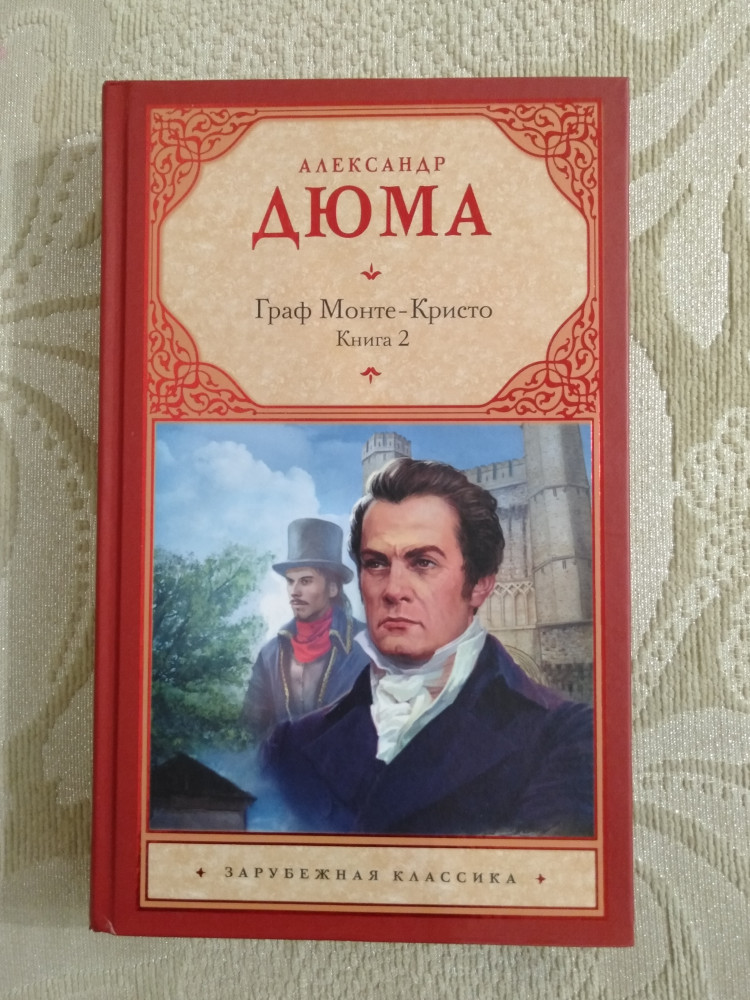 АЛЕКСАНДР
ДЮМА
Граф Монте-Кристо
Книга 2
ЗАРУБЕЖНАЯ КЛАССИКА